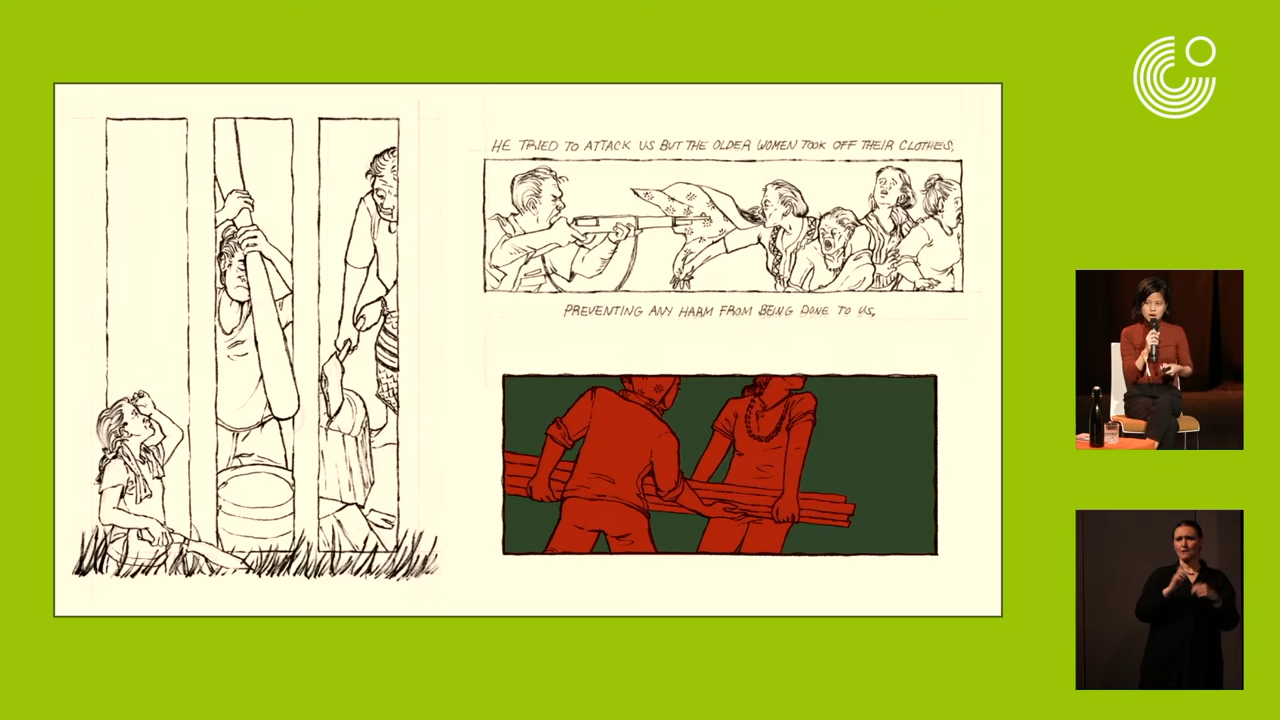 HE TRIED TO ATTACK US BUT THE OLDER WOMEN TOOK OFF THEIR CLOTHES,
PREVENTING ANY HARM FROM BEING DONE TO US.